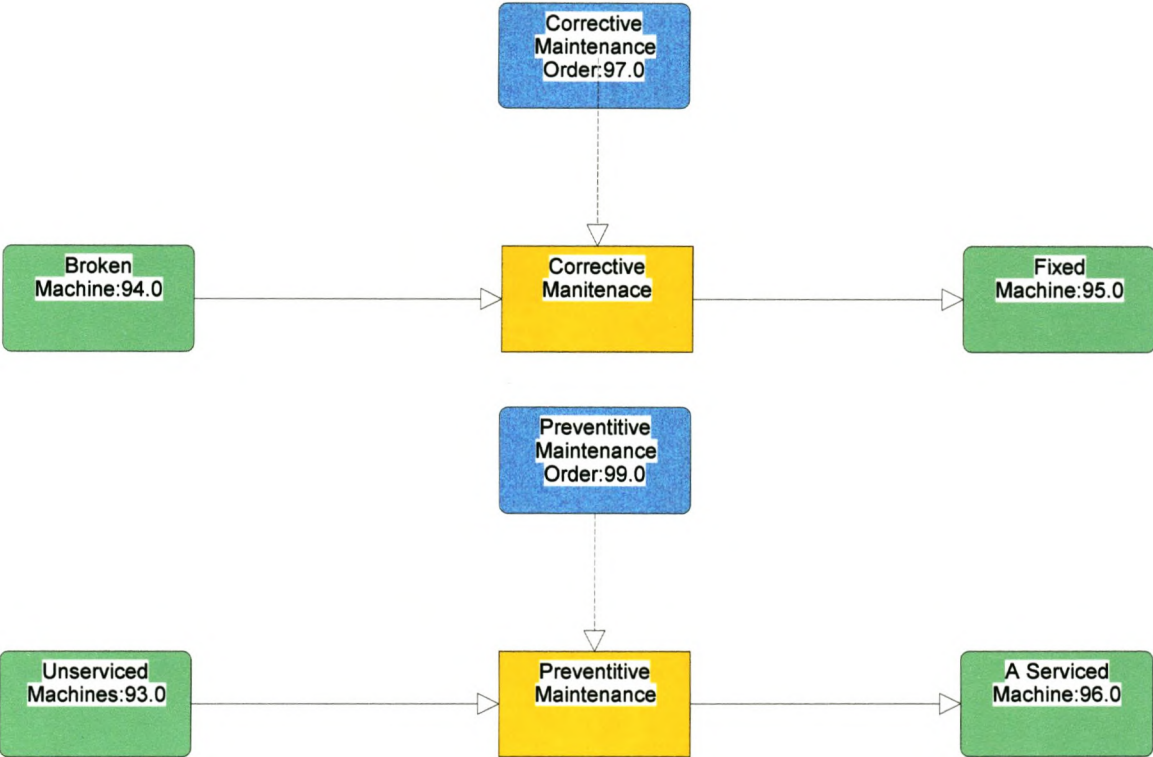 Corrective
Maintenance
Order:97.0
Broken
Machine:94.0
Corrective
Manitenace
Fixed
Machine:95.0
Preventitive
Maintenance
Order:99.0
Unserviced
Machines:93.0
Preventitive
Maintenance
A Serviced
Machine:96.0